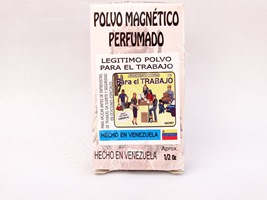 POLVO MAGNÉTICO
PERFUMADO
LEGITIMO POLVO
PARA EL TRABAJO
para el TRABAJO
HECHO EN VENEZUELA
HECHO EN VENEZUELA
Aprox.
1/2 Oz